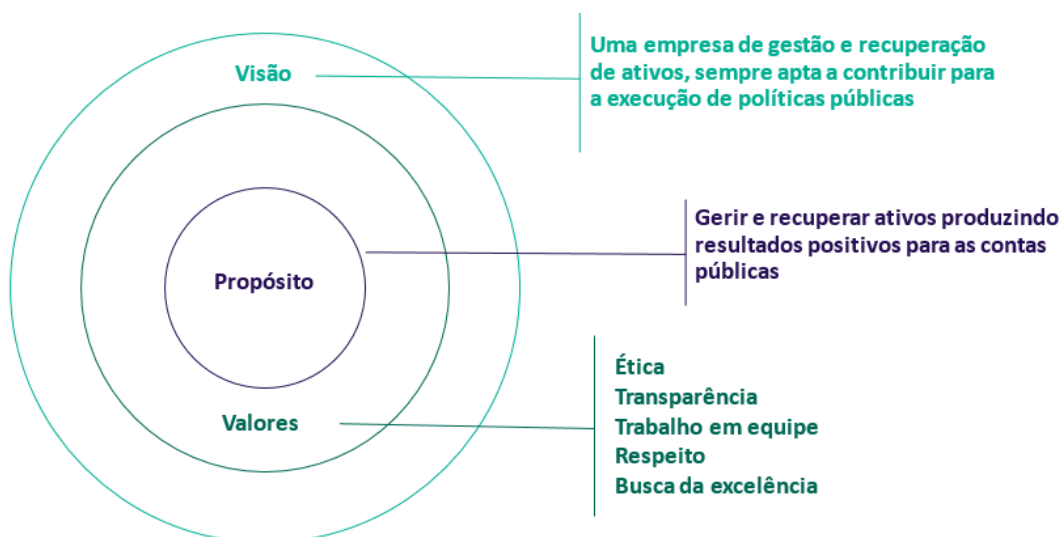 Visão
Uma empresa de gestão e recuperação
de ativos, sempre apta a contribuir para
a execução de políticas públicas
Propósito
Gerir e recuperar ativos produzindo
resultados positivos para as contas
públicas
Valores
Ética
Transparência
Trabalho em equipe
Respeito
Busca da excelência